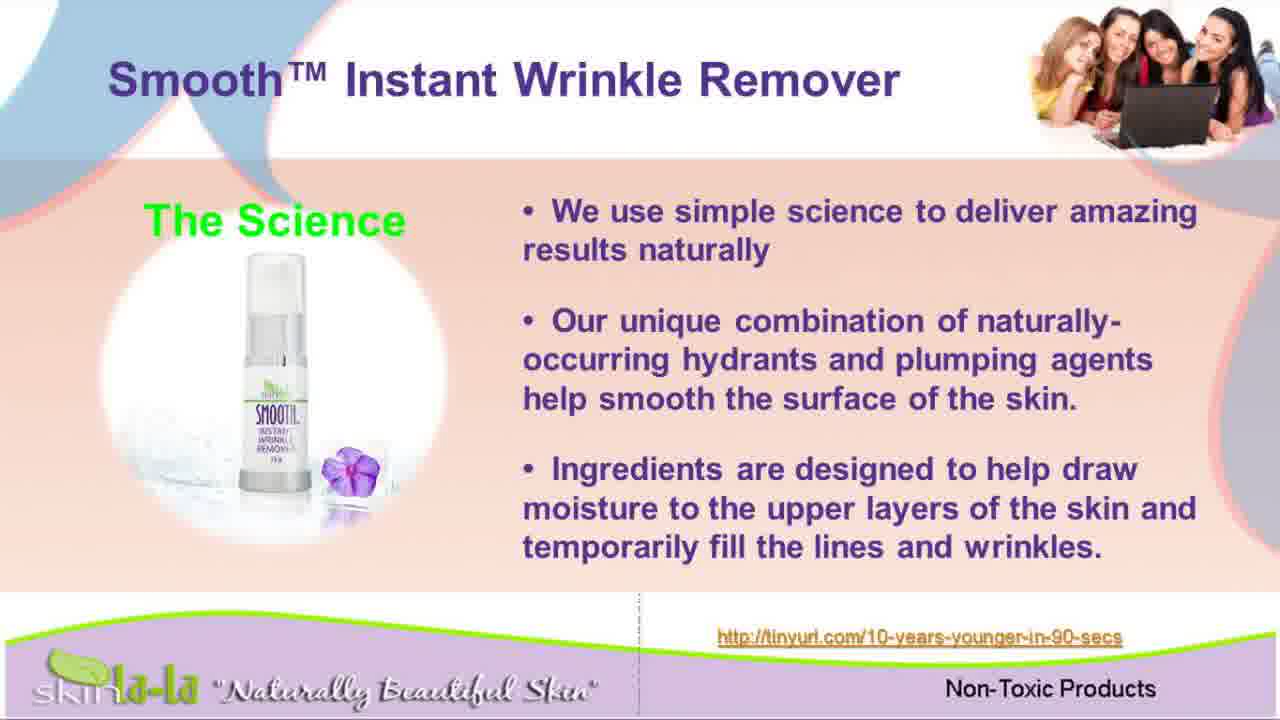 Smooth™ Instant Wrinkle Remover
The Science
• We use simple science to deliver amazing
results naturally
• Our unique combination of naturally-
occurring hydrants and plumping agents
help smooth the surface of the skin.
• Ingredients are designed to help draw
moisture to the upper layers of the skin and
temporarily fill the lines and wrinkles.
SMOOTH
INSTANT
WRINKLE
REMOVER
http://tinyurl.com/10-years-younger-in-90-secs
skin la-la "Naturally Beautiful Skin"
Non-Toxic Products